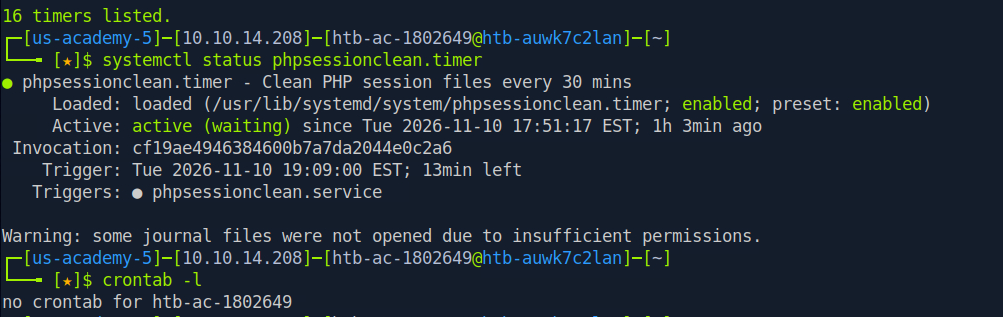 16 timers listed.
┌─[us-academy-5]─[10.10.14.208]─[htb-ac-1802649@htb-auwk7c2lan]─[~]
└──╼ [★]$ systemctl status phpsessionclean.timer
● phpsessionclean.timer - Clean PHP session files every 30 mins
     Loaded: loaded (/usr/lib/systemd/system/phpsessionclean.timer; enabled; preset: enabled)
     Active: active (waiting) since Tue 2026-11-10 17:51:17 EST; 1h 3min ago
 Invocation: cf19ae4946384600b7a7da2044e0c2a6
    Trigger: Tue 2026-11-10 19:09:00 EST; 13min left
   Triggers: ● phpsessionclean.service

Warning: some journal files were not opened due to insufficient permissions.
┌─[us-academy-5]─[10.10.14.208]─[htb-ac-1802649@htb-auwk7c2lan]─[~]
└──╼ [★]$ crontab -l
no crontab for htb-ac-1802649